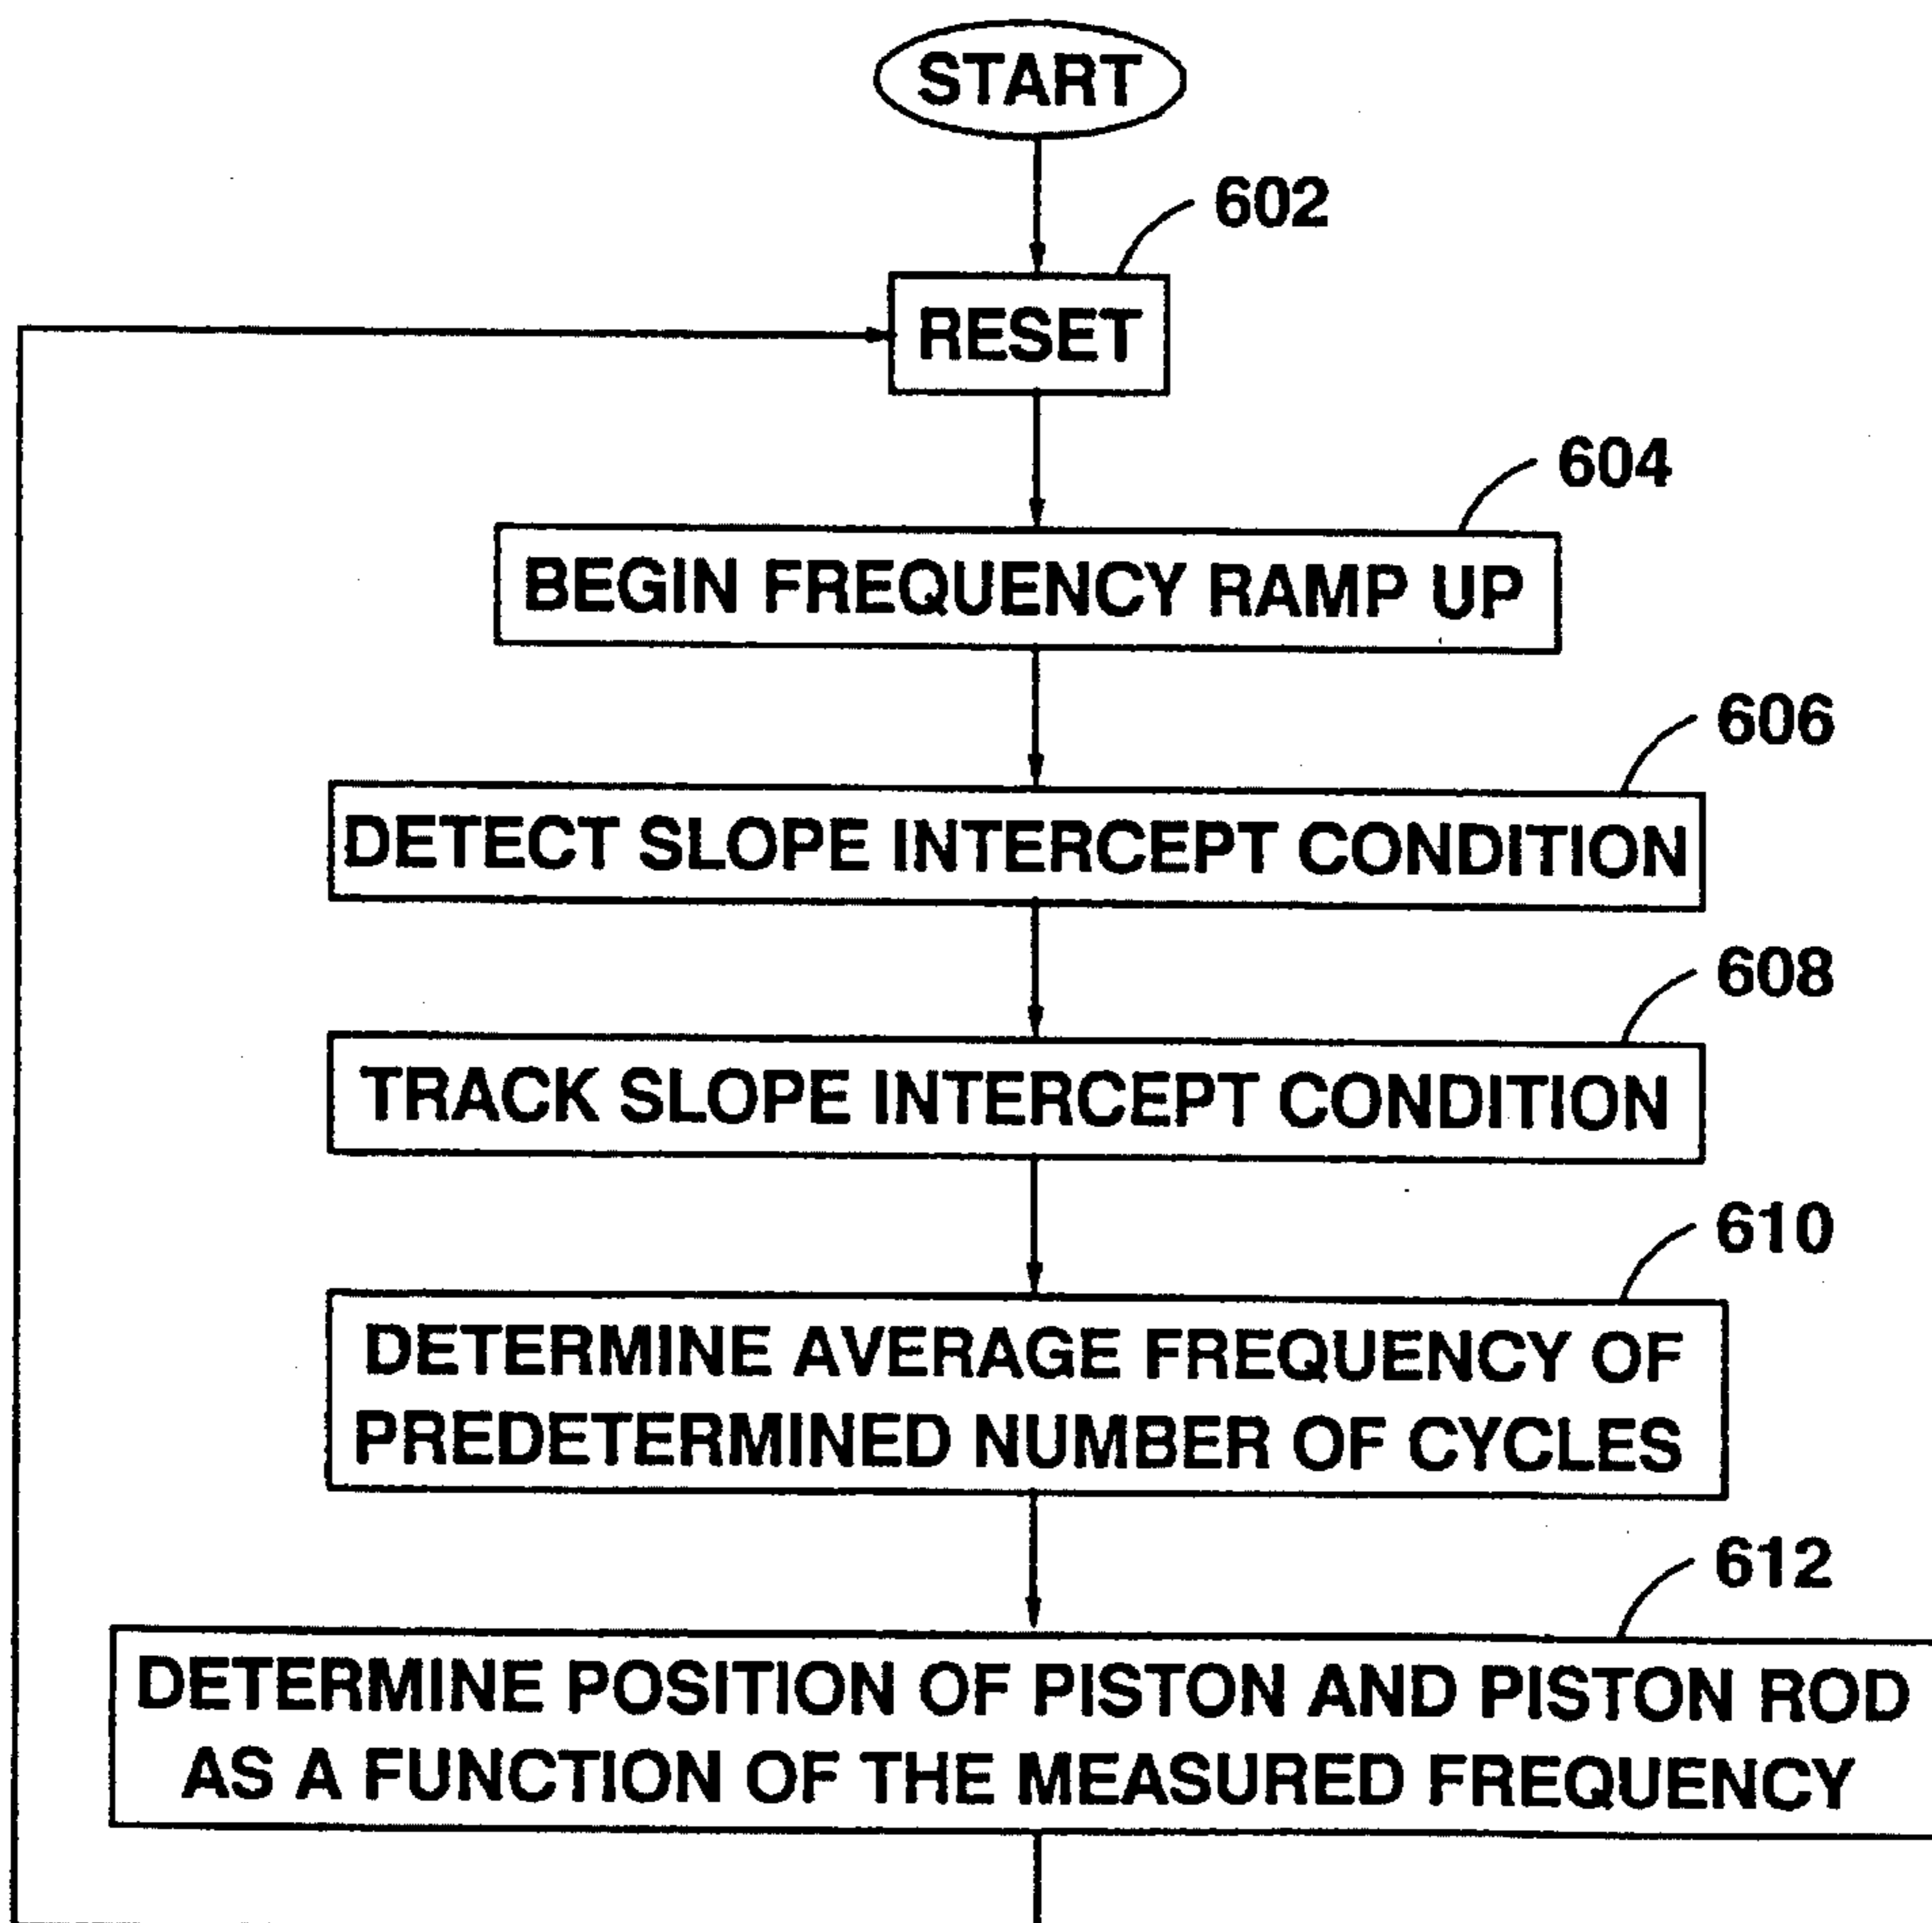 START
602
RESET
604
BEGIN FREQUENCY RAMP UP
606
DETECT SLOPE INTERCEPT CONDITION
608
TRACK SLOPE INTERCEPT CONDITION
610
DETERMINE AVERAGE FREQUENCY OF
PREDETERMINED NUMBER OF CYCLES
612
DETERMINE POSITION OF PISTON AND PISTON ROD
AS A FUNCTION OF THE MEASURED FREQUENCY